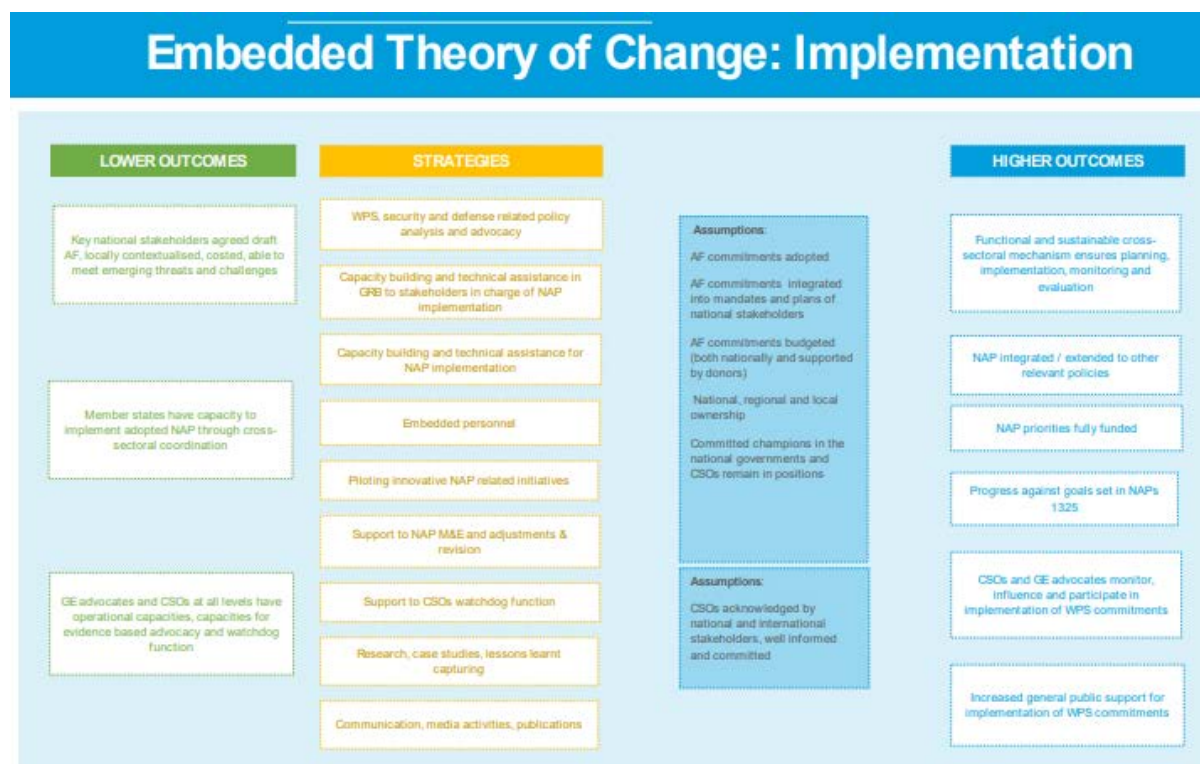 Embedded Theory of Change: Implementation
LOWER OUTCOMES
Key national stakeholders agreed draft
AF, locally contextualised, costed, able to
meet emerging threats and challenges
Member states have capacity to
implement adopted NAP through cross-
sectoral coordination
GE advocates and CSOs at all levels have
operational capacities, capacities for
evidence based advocacy and watchdog
function
STRATEGIES
WPS, security and defense related policy
analysis and advocacy
Capacity building and technical assistance in
GRB to stakeholders in charge of NAP
implementation
Capacity building and technical assistance for
NAP implementation
Embedded personnel
Piloting innovative NAP related initiatives
Support to NAP M&E and adjustments &
revision
Support to CSOs watchdog function
Research, case studies, lessons learnt
capturing
Communication, media activities, publications
Assumptions:
AF commitments adopted
AF commitments integrated
into mandates and plans of
national stakeholders
AF commitments budgeted
(both nationally and supported
by donors)
National, regional and local
ownership
Committed champions in the
national governments and
CSOs remain in positions
Assumptions:
CSOs acknowledged by
national and international
stakeholders, well informed
and committed
HIGHER OUTCOMES
Functional and sustainable cross-
sectoral mechanism ensures planning,
implementation, monitoring and
evaluation
NAP integrated / extended to other
relevant policies
NAP priorities fully funded
Progress against goals set in NAPs
1325
CSOs and GE advocates monitor,
influence and participate in
implementation of WPS commitments
Increased general public support for
implementation of WPS commitments